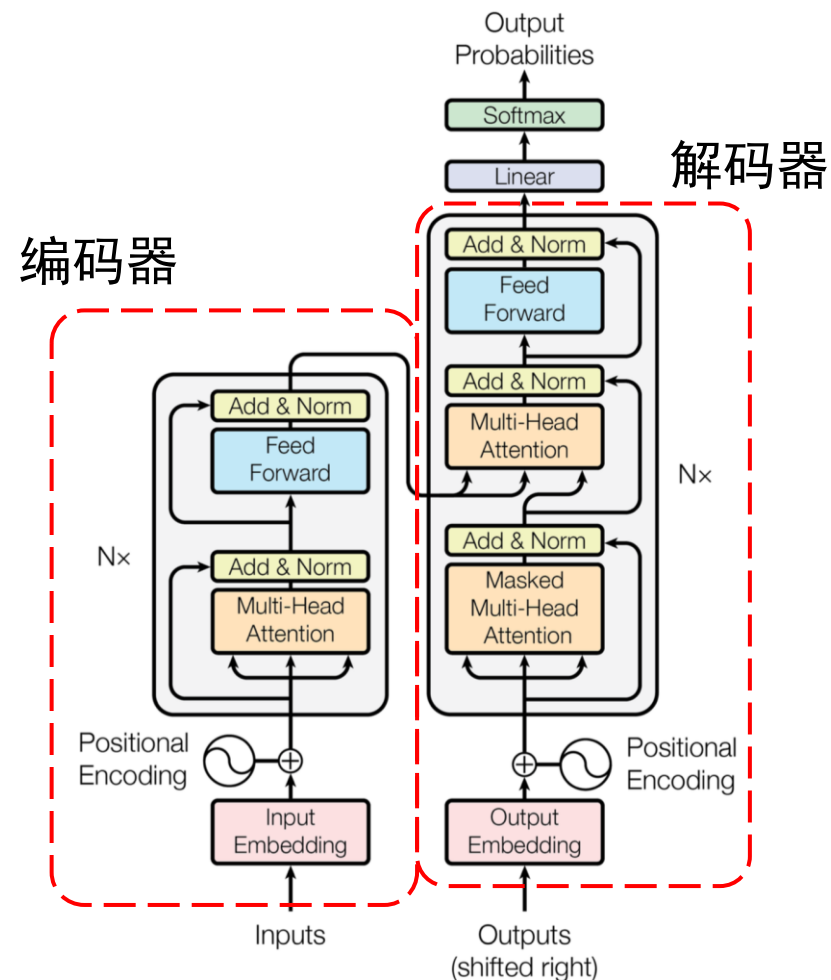 Output
Probabilities
Softmax
Linear
解码器
Add & Norm
Feed
Forward
Add & Norm
Multi-Head
Attention
Add & Norm
Masked
Multi-Head
Attention
N×
Positional
Encoding
Output
Embedding
Outputs
(shifted right)
编码器
Add & Norm
Feed
Forward
Add & Norm
Multi-Head
Attention
N×
Positional
Encoding
Input
Embedding
Inputs